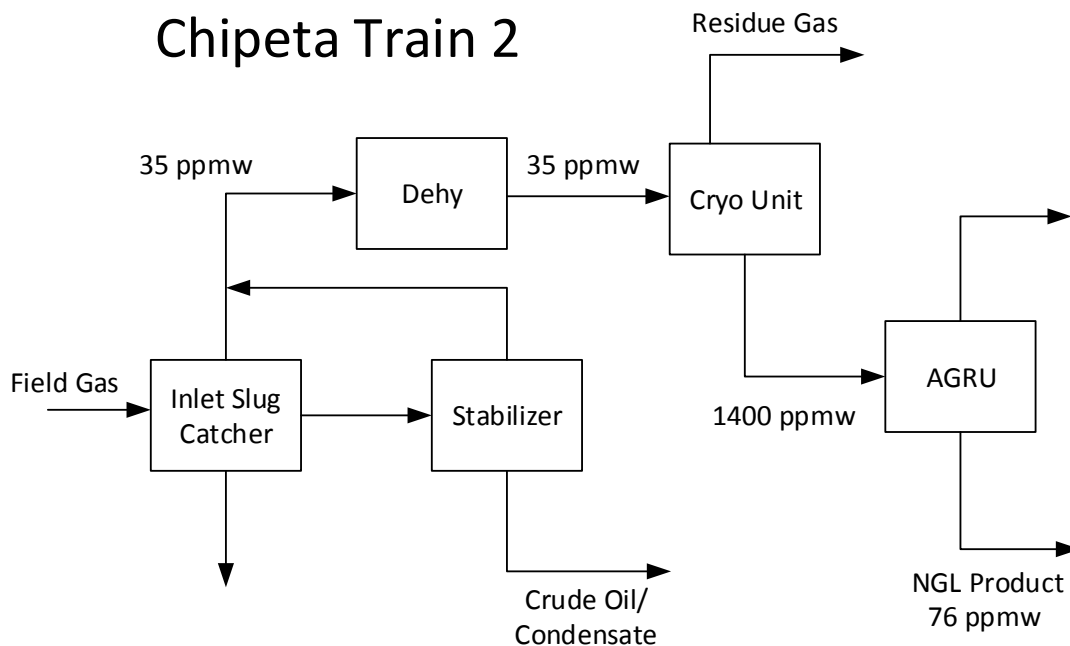 Chipeta Train 2
Residue Gas
35 ppmw
Dehy
35 ppmw
Cryo Unit
Field Gas
Inlet Slug
Catcher
Stabilizer
1400 ppmw
AGRU
Crude Oil/
Condensate
NGL Product
76 ppmw